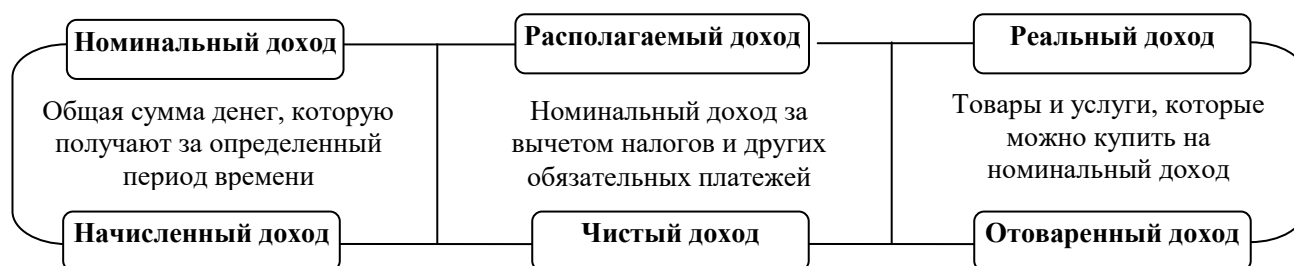 Номинальный доход
Располагаемый доход
Реальный доход
Общая сумма денег, которую
получают за определенный
период времени
Номинальный доход за
вычетом налогов и других
обязательных платежей
Товары и услуги, которые
можно купить на
номинальный доход
Начисленный доход
Чистый доход
Отоваренный доход